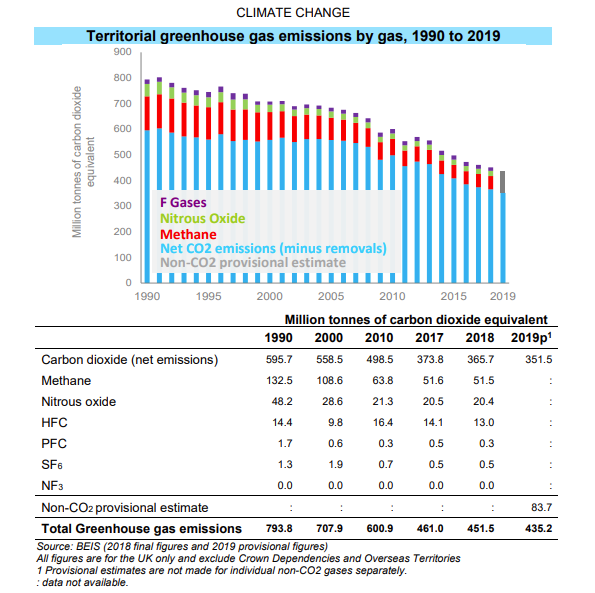 CLIMATE CHANGE
Territorial greenhouse gas emissions by gas, 1990 to 2019
Million tonnes of carbon dioxide
equivalent
900
800
700
600
500
400
300
200
100
0
F Gases
Nitrous Oxide
Methane
Net CO2 emissions (minus removals)
Non-CO2 provisional estimate
1990 1995 2000 2005 2010 2015 2019
Million tonnes of carbon dioxide equivalent
1990 2000 2010 2017 2018 2019p¹
Carbon dioxide (net emissions) 595.7 558.5 498.5 373.8 365.7 351.5
Methane 132.5 108.6 63.8 51.6 51.5 :
Nitrous oxide 48.2 28.6 21.3 20.5 20.4 :
HFC 14.4 9.8 16.4 14.1 13.0 :
PFC 1.7 0.6 0.3 0.5 0.3 :
SF₆ 1.3 1.9 0.7 0.5 0.5 :
NF₃ 0.0 0.0 0.0 0.0 0.0 :
Non-CO₂ provisional estimate : : : : : 83.7
Total Greenhouse gas emissions 793.8 707.9 600.9 461.0 451.5 435.2
Source: BEIS (2018 final figures and 2019 provisional figures)
All figures are for the UK only and exclude Crown Dependencies and Overseas Territories
1 Provisional estimates are not made for individual non-CO2 gases separately.
: data not available.